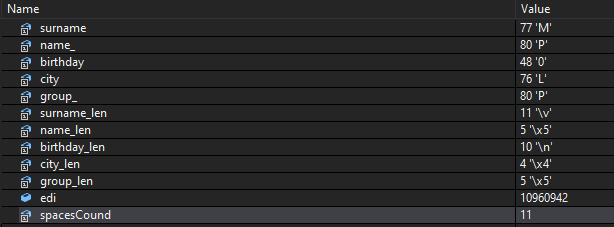 Name Value
surname 77 'M'
name_ 80 'P'
birthday 48 '0'
city 76 'L'
group_ 80 'P'
surname_len 11 '\v'
name_len 5 '\x5'
birthday_len 10 '\n'
city_len 4 '\x4'
group_len 5 '\x5'
edi 10960942
spacesCound 11